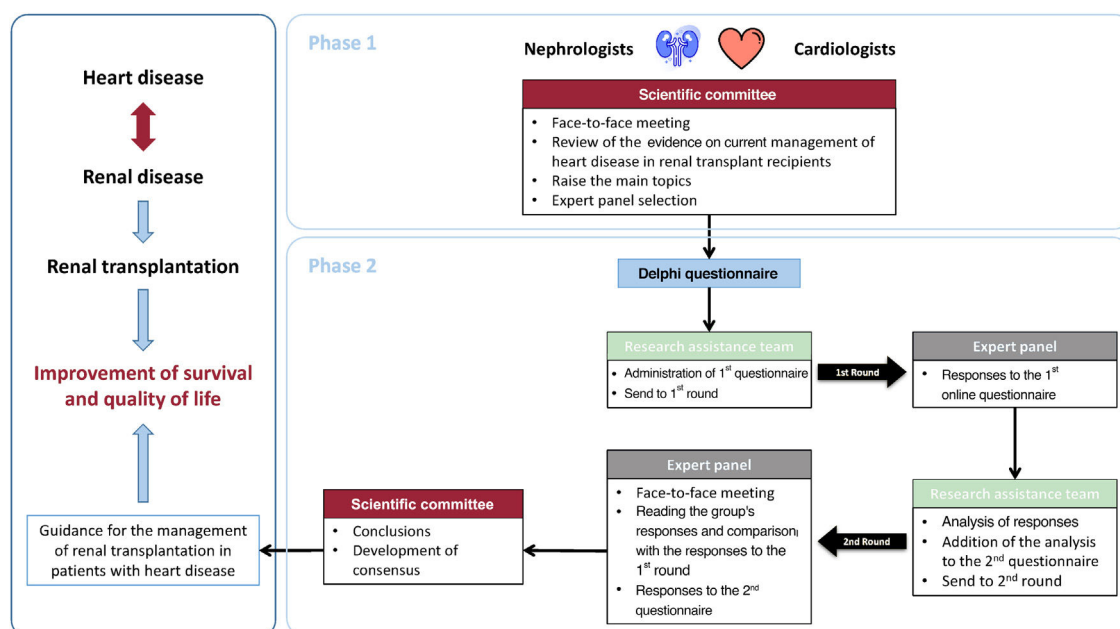 Heart disease
Renal disease
Renal transplantation
Improvement of survival
and quality of life
Guidance for the management
of renal transplantation in
patients with heart disease
Phase 1
Nephrologists
Cardiologists
Scientific committee
• Face-to-face meeting
• Review of the evidence on current management of
heart disease in renal transplant recipients
• Raise the main topics
• Expert panel selection
Phase 2
Delphi questionnaire
Research assistance team
• Administration of 1st questionnaire
• Send to 1st round
1st Round
Expert panel
• Responses to the 1st
online questionnaire
Research assistance team
• Analysis of responses
• Addition of the analysis
to the 2nd questionnaire
• Send to 2nd round
2nd Round
Expert panel
• Face-to-face meeting
• Reading the group's
responses and comparison
with the responses to the
1st round
• Responses to the 2nd
questionnaire
Scientific committee
• Conclusions
• Development of
consensus